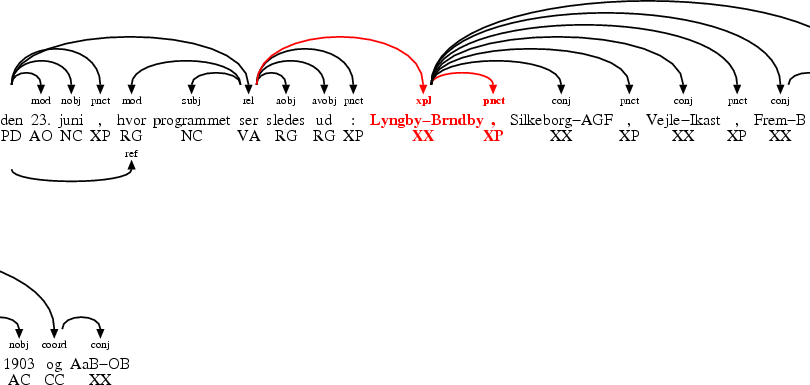 mod nobj pnct mod subj rel aobj avobj pnct xpl pnct conj pnct conj pnct conj
den 23. juni , hvor programmet ser sledes ud : Lyngby–Brndby , Silkeborg–AGF , Vejle–Ikast , Frem–B
PD AO NC XP RG NC VA RG RG XP XX XP XX XP XX XP XX
ref
nobj coord conj
1903 og AaB–OB
AC CC XX